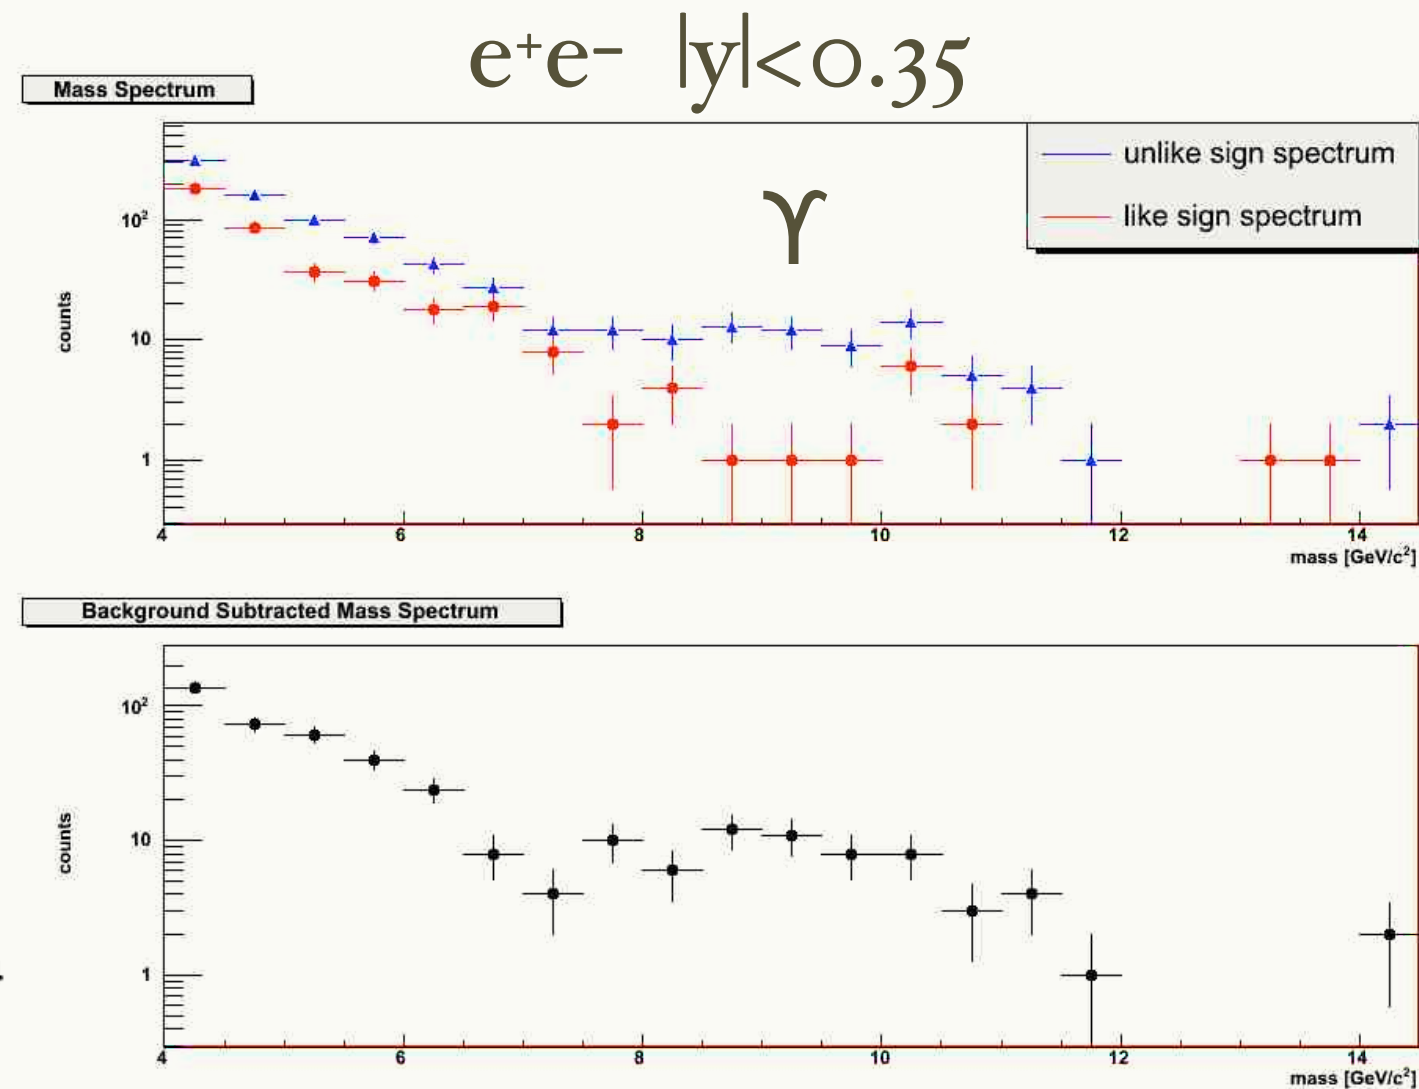 e⁺e⁻ |y|<0.35
Mass Spectrum
unlike sign spectrum
like sign spectrum
ϒ
10²
10
1
counts
4 6 8 10 12 14
mass [GeV/c²]
Background Subtracted Mass Spectrum
10²
10
1
counts
4 6 8 10 12 14
mass [GeV/c²]